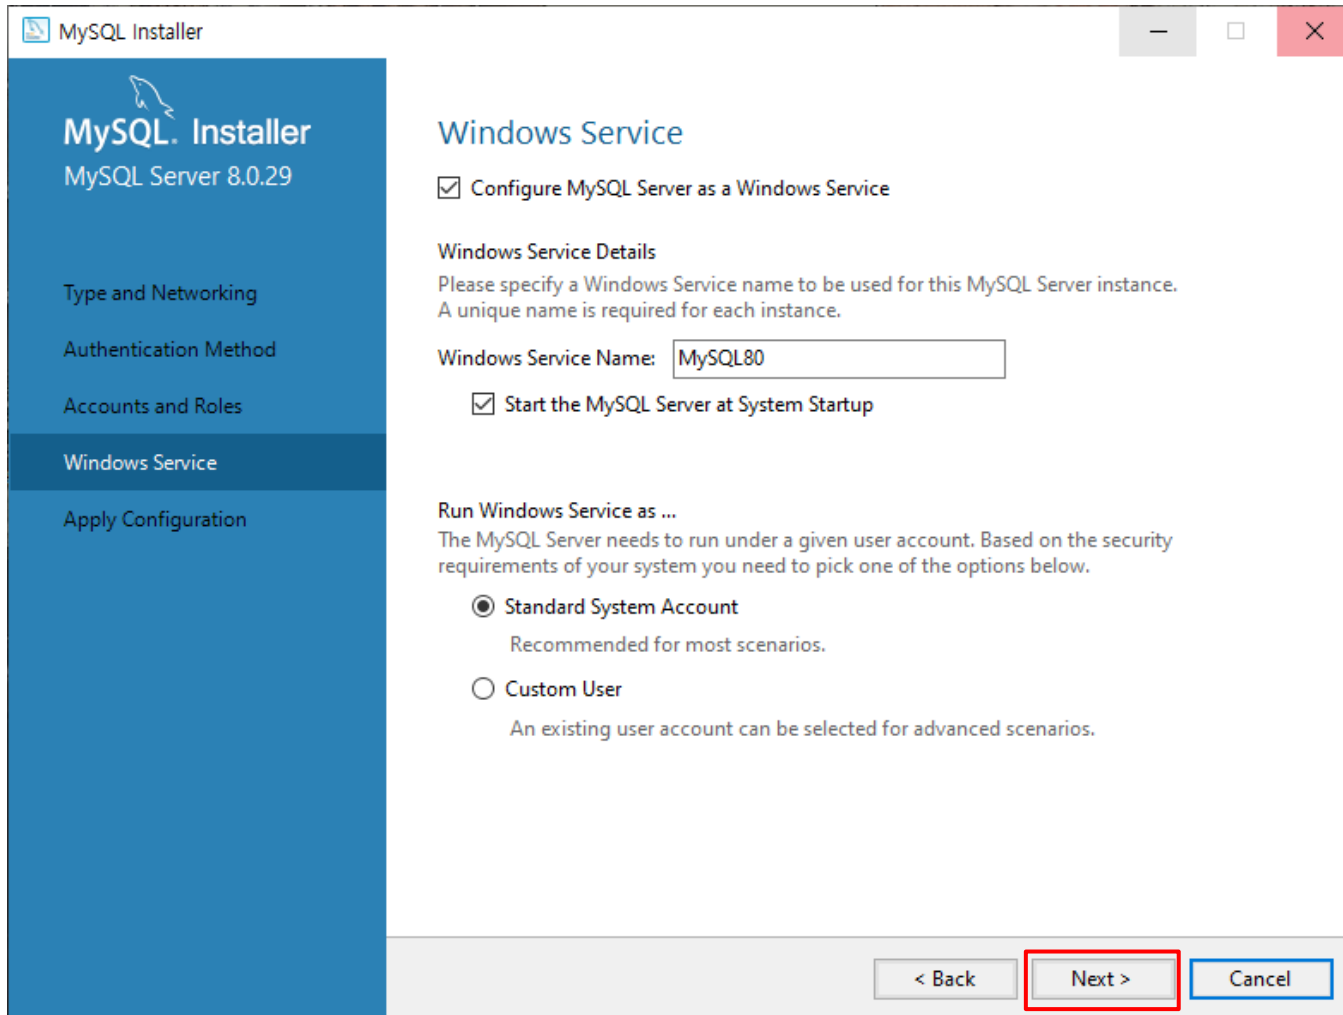 MySQL Installer
MySQL. Installer
MySQL Server 8.0.29
Type and Networking
Authentication Method
Accounts and Roles
Windows Service
Apply Configuration
Windows Service
Configure MySQL Server as a Windows Service
Windows Service Details
Please specify a Windows Service name to be used for this MySQL Server instance.
A unique name is required for each instance.
Windows Service Name: MySQL80
Start the MySQL Server at System Startup
Run Windows Service as ...
The MySQL Server needs to run under a given user account. Based on the security
requirements of your system you need to pick one of the options below.
Standard System Account
Recommended for most scenarios.
Custom User
An existing user account can be selected for advanced scenarios.
< Back Next > Cancel